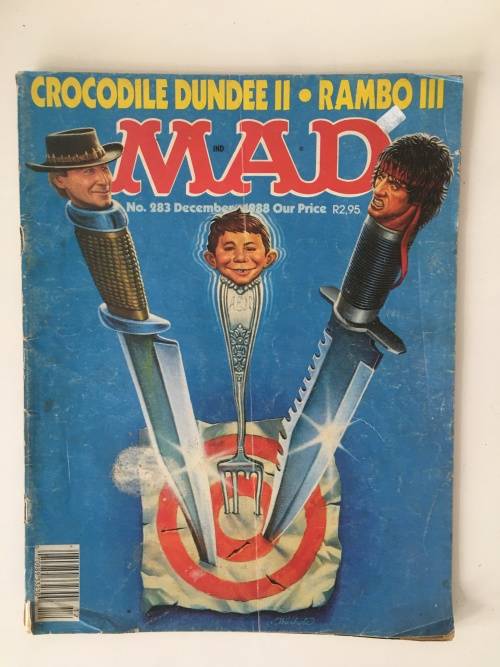 CROCODILE DUNDEE II • RAMBO III
MAD
IND
No. 283 December 1988 Our Price R2,95